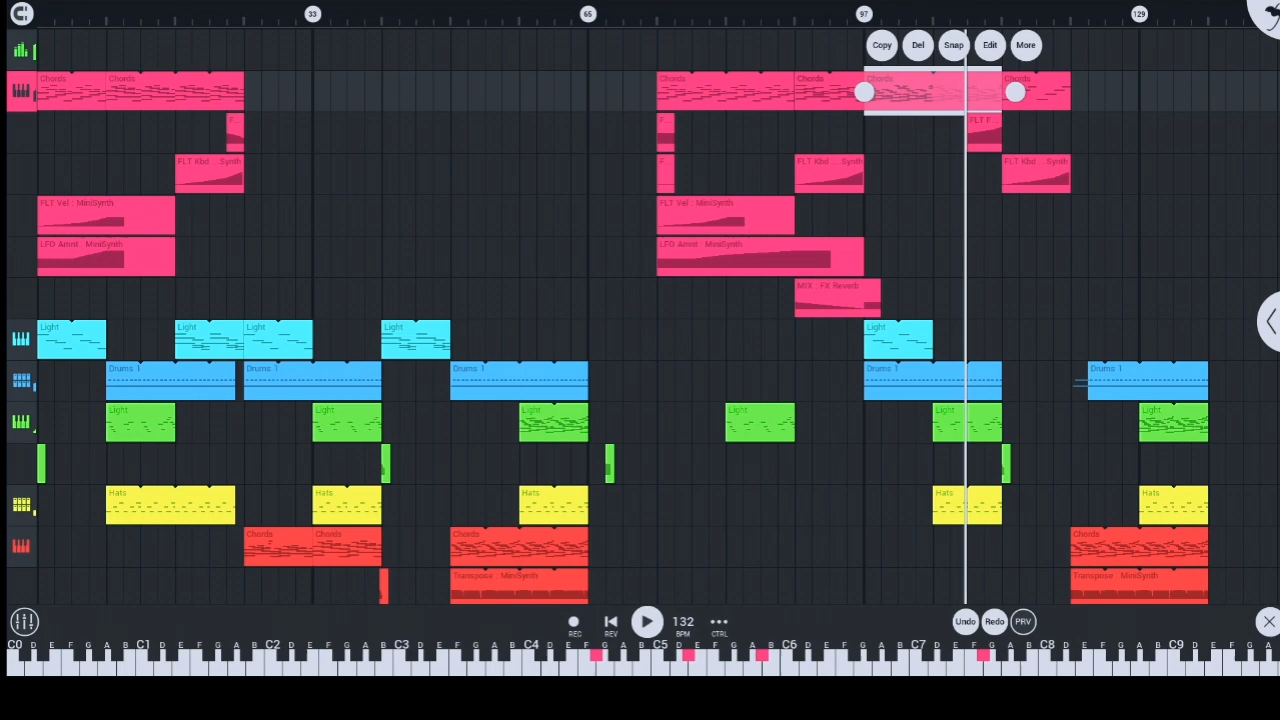 33 65 97 129
Copy Del Snap Edit More
Chords Chords Chords Chords Chords Chords
F... F... FLT F...
FLT Kbd ... Synth F FLT Kbd ... Synth FLT Kbd ... Synth
FLT Vel : MiniSynth FLT Vel : MiniSynth
LFO Amnt : MiniSynth LFO Amnt : MiniSynth
MIX : FX Reverb
Light Light Light Light Light
Drums 1 Drums 1 Drums 1 Drums 1 Drums 1
Light Light Light Light Light Light
Hats Hats Hats Hats Hats
Chords Chords Chords Chords
Transpose : MiniSynth Transpose : MiniSynth
132 Undo Redo PRV
REC REV BPM CTRL
C0 D E F G A B C1 D E F G A B C2 D E F G A B C3 D E F G A B C4 D E F G A B C5 D E F G A B C6 D E F G A B C7 D E F G A B C8 D E F G A B C9 D E F G A